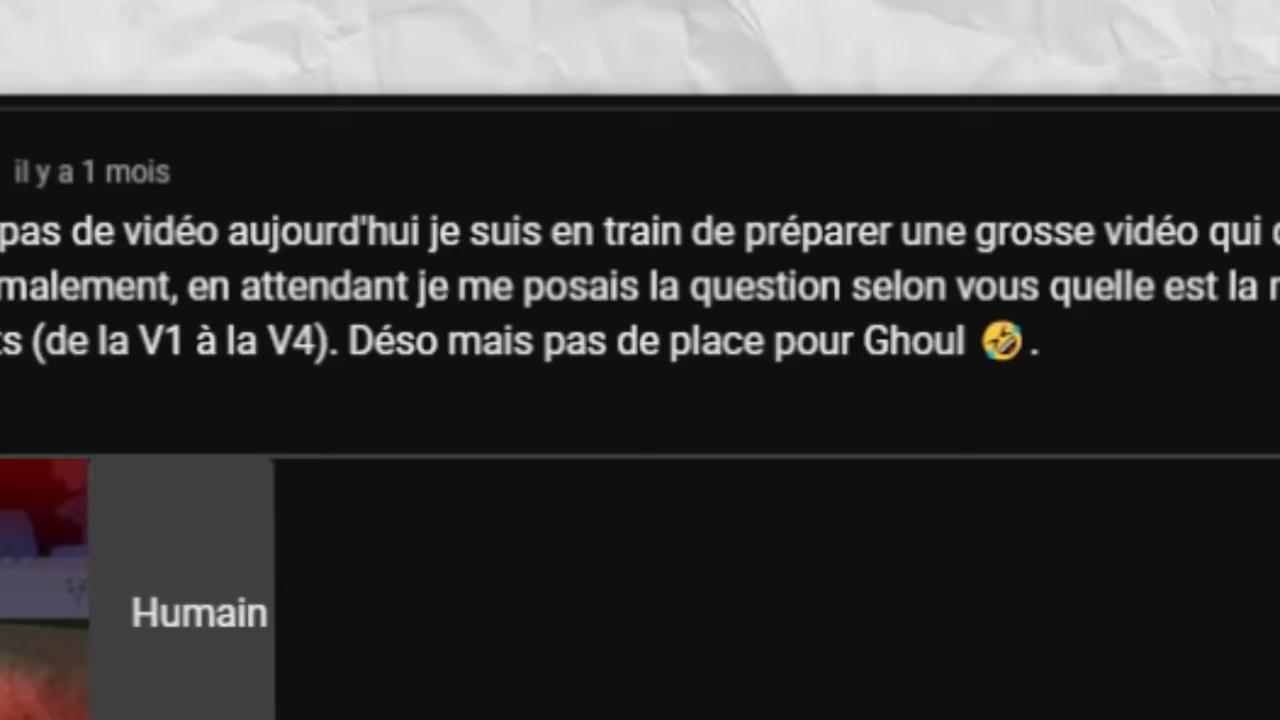 il y a 1 mois
pas de vidéo aujourd'hui je suis en train de préparer une grosse vidéo qui
malement, en attendant je me posais la question selon vous quelle est la
ts (de la V1 à la V4). Déso mais pas de place pour Ghoul 🤣.
Humain